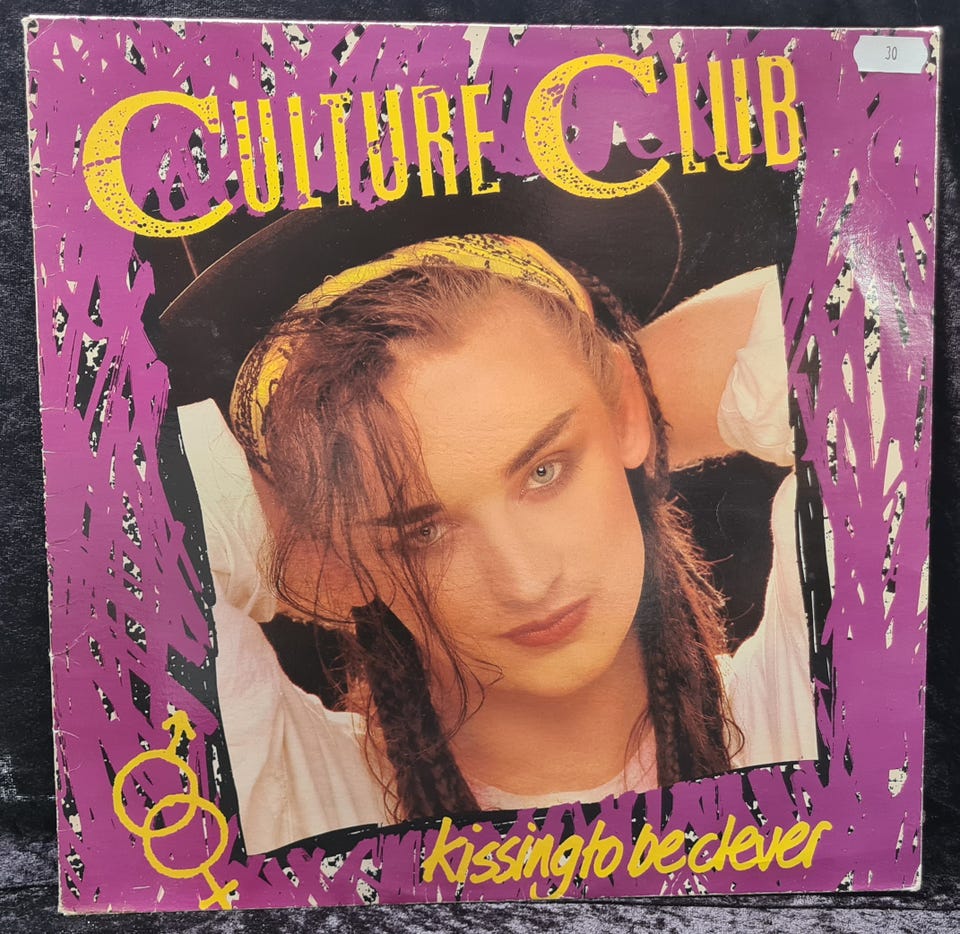 30
CULTURE CLUB
kissing to be clever